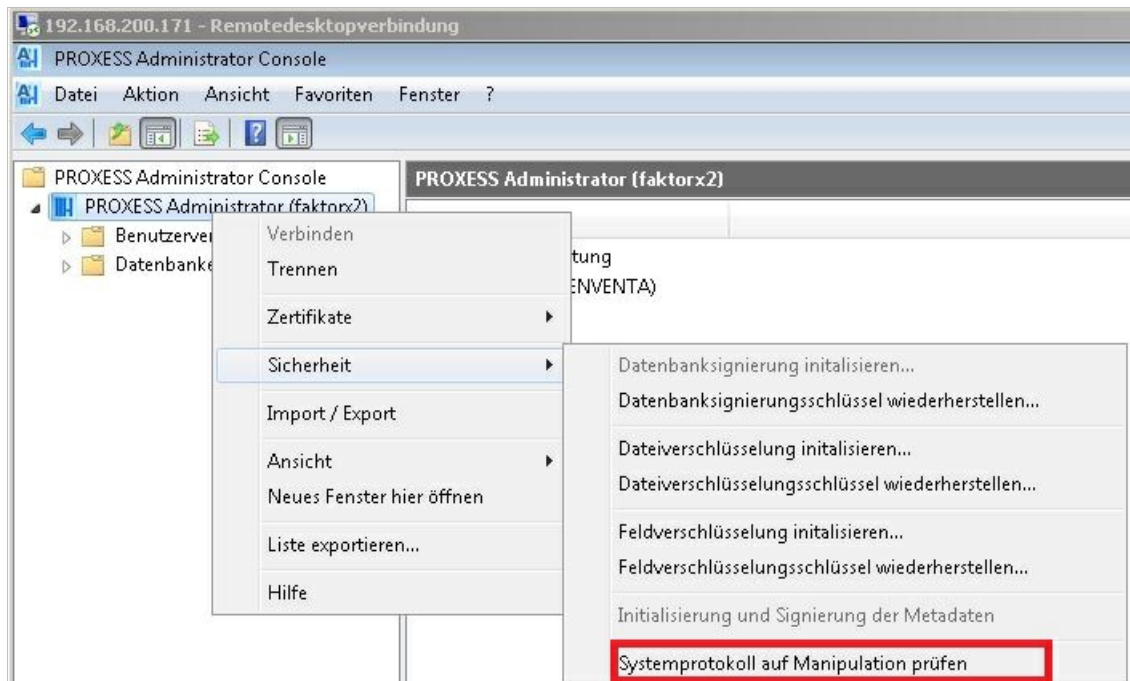 192.168.200.171 - Remotedesktopverbindung
PROXESS Administrator Console
Datei Aktion Ansicht Favoriten Fenster ?
PROXESS Administrator Console
PROXESS Administrator (faktorx2)
PROXESS Administrator (faktorx2)
Benutzerver
Datenbanke
tung
ENVENTA)
Verbinden
Trennen
Zertifikate
Sicherheit
Import / Export
Ansicht
Neues Fenster hier öffnen
Liste exportieren...
Hilfe
Datenbanksignierung initalisieren...
Datenbanksignierungsschlüssel wiederherstellen...
Dateiverschlüsselung initalisieren...
Dateiverschlüsselungsschlüssel wiederherstellen...
Feldverschlüsselung initalisieren...
Feldverschlüsselungsschlüssel wiederherstellen...
Initialisierung und Signierung der Metadaten
Systemprotokoll auf Manipulation prüfen